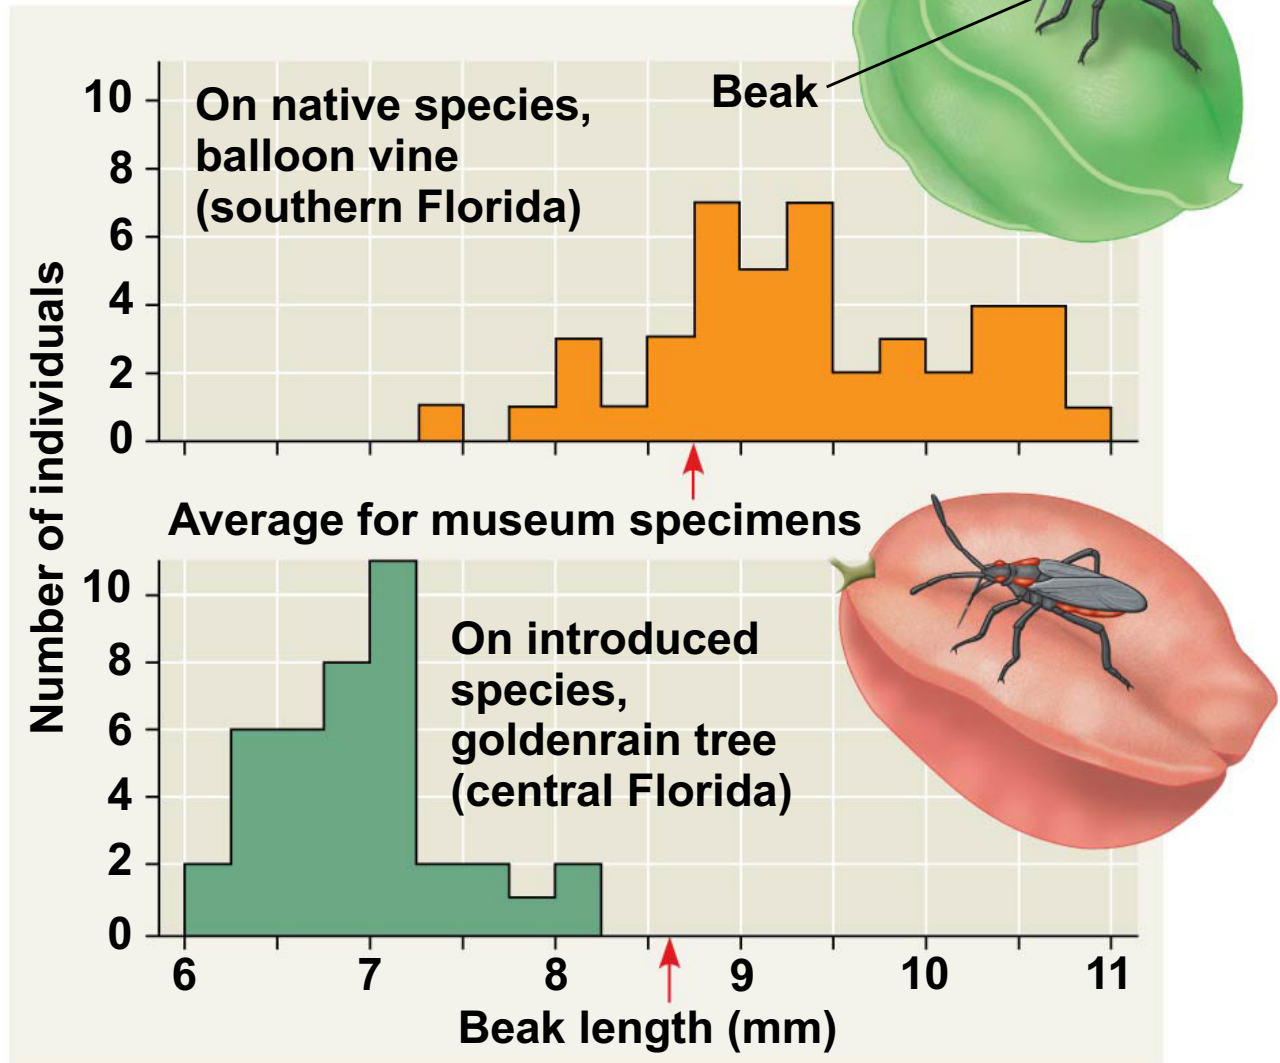 Beak
10
8
6
4
2
0
On native species,
balloon vine
(southern Florida)
Number of individuals
Average for museum specimens
10
8
6
4
2
0
On introduced
species,
goldenrain tree
(central Florida)
6 7 8 9 10 11
Beak length (mm)